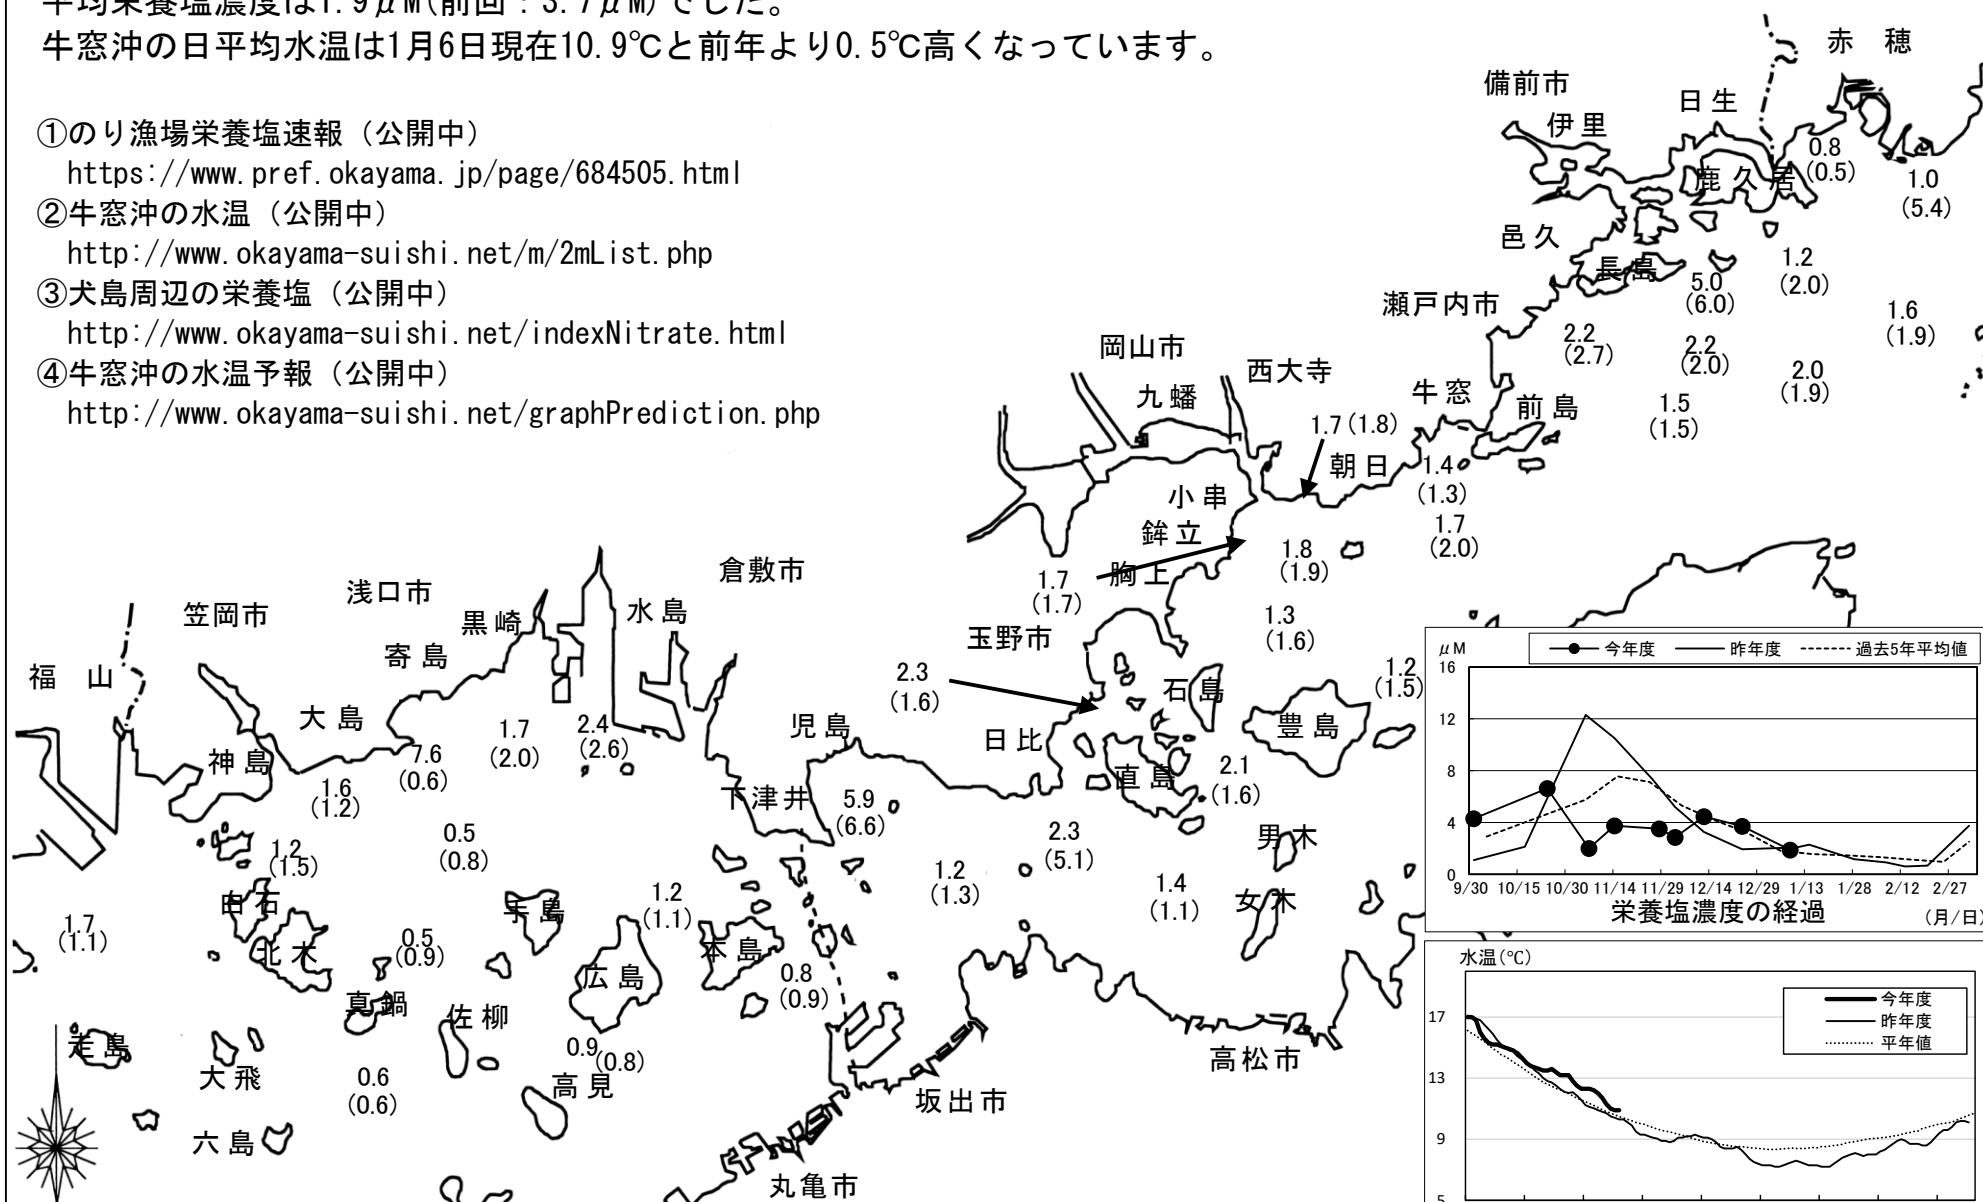 平均栄養塩濃度は1.9μM(前回：3.7μM)でした。
牛窓沖の日平均水温は1月6日現在10.9℃と前年より0.5℃高くなっています。
①のり漁場栄養塩速報（公開中）
https://www.pref.okayama.jp/page/684505.html
②牛窓沖の水温（公開中）
http://www.okayama-suishi.net/m/2mList.php
③犬島周辺の栄養塩（公開中）
http://www.okayama-suishi.net/indexNitrate.html
④牛窓沖の水温予報（公開中）
http://www.okayama-suishi.net/graphPrediction.php
赤 穂
備前市
日生
伊里
0.8
(0.5)
鹿久居
1.0
(5.4)
邑久
長島
1.2
(2.0)
5.0
(6.0)
瀬戸内市
1.6
(1.9)
2.2
(2.7)
2.2
(2.0)
2.0
(1.9)
岡山市
西大寺
九蟠
牛窓
前島
1.5
(1.5)
1.7(1.8)
朝日
1.4
(1.3)
小串
鉾立
1.7
(2.0)
1.8
(1.9)
胸上
1.7
(1.7)
1.3
(1.6)
玉野市
倉敷市
浅口市
笠岡市
黒崎
水島
寄島
福 山
2.3
(1.6)
石島
1.2
(1.5)
大島
1.7
(2.0)
2.4
(2.6)
児島
日比
豊島
神島
7.6
(0.6)
1.6
(1.2)
下津井
5.9
(6.6)
直島
2.1
(1.6)
0.5
(0.8)
2.3
(5.1)
男木
1.2
(1.5)
1.2
(1.3)
1.4
(1.1)
女木
白石
手島
1.2
(1.1)
1.7
(1.1)
北木
0.5
(0.9)
本島
広島
0.8
(0.9)
真鍋
佐柳
走島
0.9(0.8)
高松市
大飛
0.6
(0.6)
高見
坂出市
六島
丸亀市
μM
今年度 昨年度 過去5年平均値
16
12
8
4
0
9/30 10/15 10/30 11/14 11/29 12/14 12/29 1/13 1/28 2/12 2/27
栄養塩濃度の経過
(月/日)
水温(℃)
今年度
昨年度
平年値
17
13
9
5